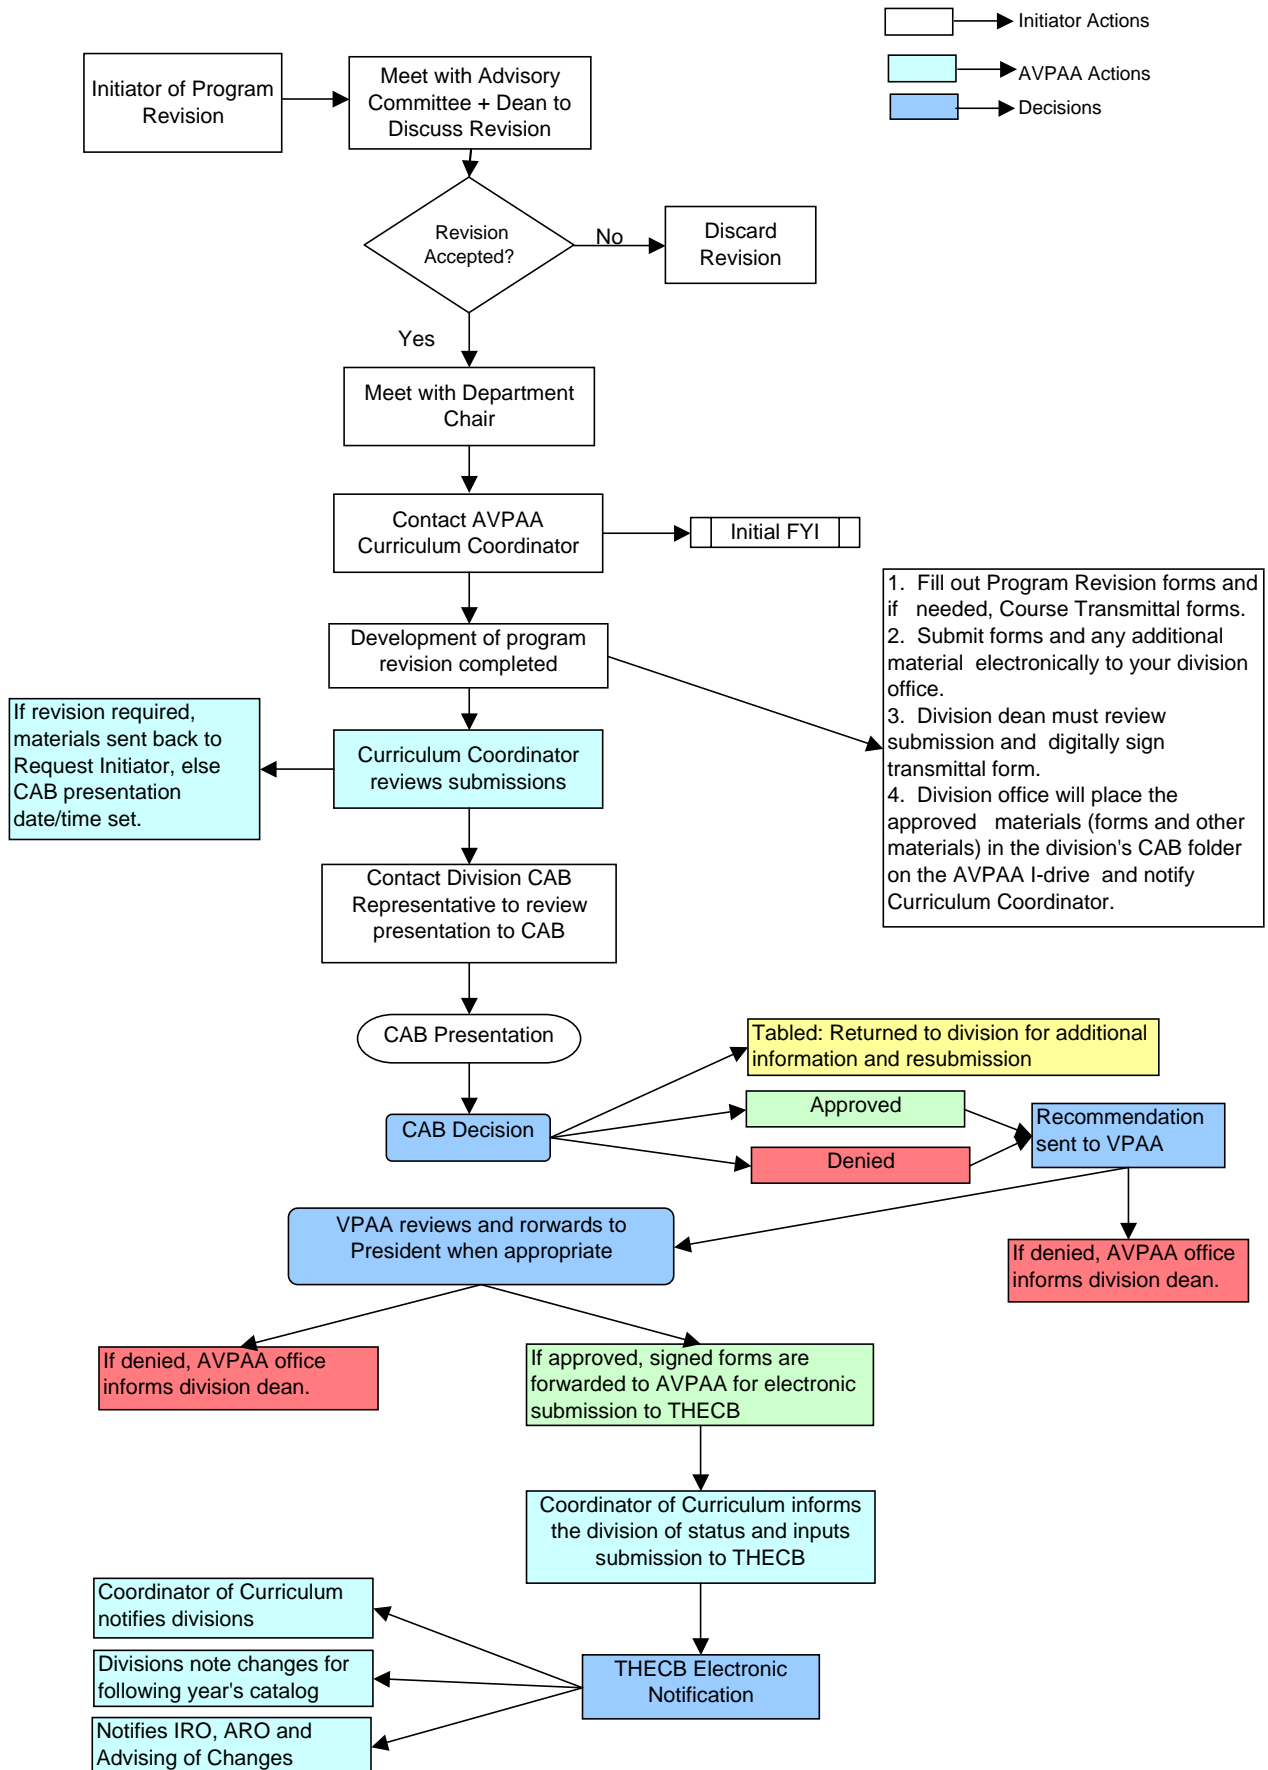 Initiator Actions
AVPAA Actions
Decisions
Initiator of Program
Revision
Meet with Advisory
Committee + Dean to
Discuss Revision
Revision
Accepted?
No
Discard
Revision
Yes
Meet with Department
Chair
Contact AVPAA
Curriculum Coordinator
Initial FYI
Development of program
revision completed
1.  Fill out Program Revision forms and
if   needed, Course Transmittal forms.
2.  Submit forms and any additional
material  electronically to your division
office.
3.  Division dean must review
submission and  digitally sign
transmittal form.
4.  Division office will place the
approved   materials (forms and other
materials) in the division's CAB folder
on the AVPAA I-drive  and notify
Curriculum Coordinator.
If revision required,
materials sent back to
Request Initiator, else
CAB presentation
date/time set.
Curriculum Coordinator
reviews submissions
Contact Division CAB
Representative to review
presentation to CAB
CAB Presentation
Tabled: Returned to division for additional
information and resubmission
CAB Decision
Approved
Denied
Recommendation
sent to VPAA
VPAA reviews and rorwards to
President when appropriate
If denied, AVPAA office
informs division dean.
If denied, AVPAA office
informs division dean.
If approved, signed forms are
forwarded to AVPAA for electronic
submission to THECB
Coordinator of Curriculum informs
the division of status and inputs
submission to THECB
Coordinator of Curriculum
notifies divisions
Divisions note changes for
following year's catalog
THECB Electronic
Notification
Notifies IRO, ARO and
Advising of Changes